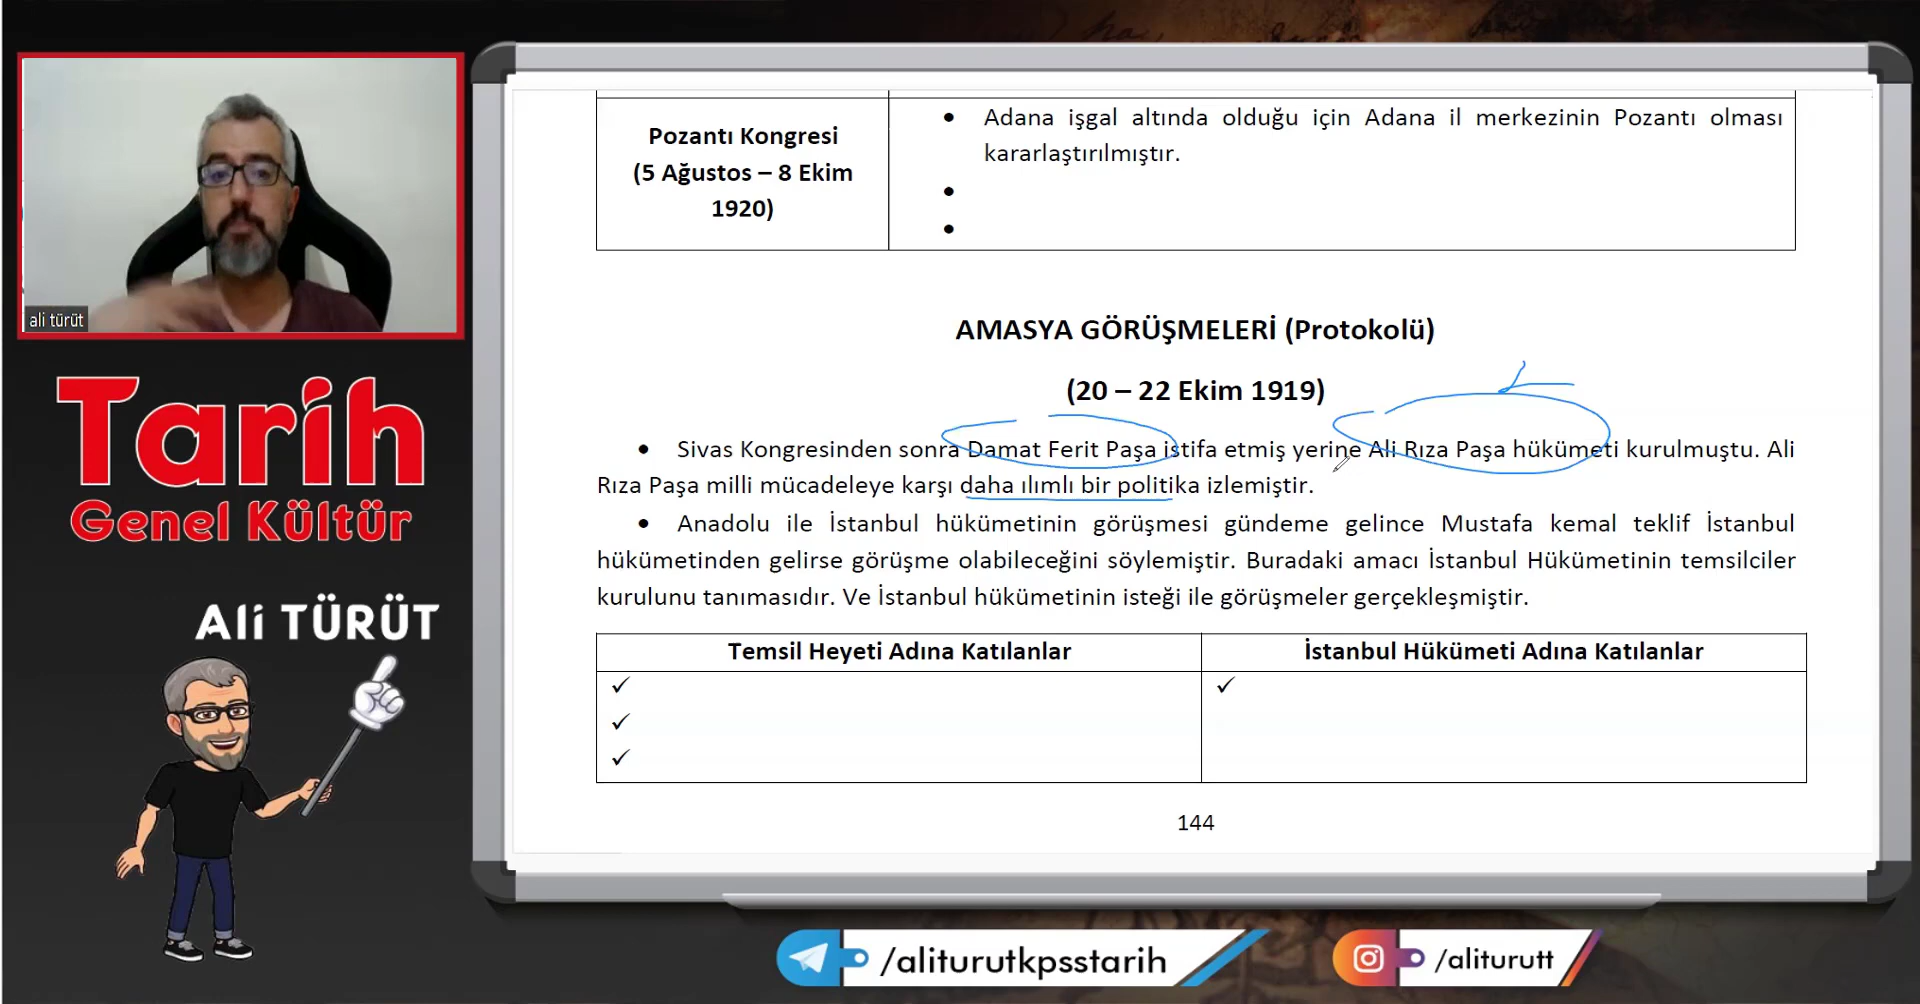 ali türüt
Tarih
Genel Kültür
Ali TÜRÜT
Pozantı Kongresi
(5 Ağustos – 8 Ekim
1920)
• Adana işgal altında olduğu için Adana il merkezinin Pozantı olması
kararlaştırılmıştır.
•
•
AMASYA GÖRÜŞMELERİ (Protokolü)
(20 – 22 Ekim 1919)
• Sivas Kongresinden sonra Damat Ferit Paşa istifa etmiş yerine Ali Rıza Paşa hükümeti kurulmuştu. Ali
Rıza Paşa milli mücadeleye karşı daha ılımlı bir politika izlemiştir.
• Anadolu ile İstanbul hükümetinin görüşmesi gündeme gelince Mustafa kemal teklif İstanbul
hükümetinden gelirse görüşme olabileceğini söylemiştir. Buradaki amacı İstanbul Hükümetinin temsilciler
kurulunu tanımasıdır. Ve İstanbul hükümetinin isteği ile görüşmeler gerçekleşmiştir.
Temsil Heyeti Adına Katılanlar
İstanbul Hükümeti Adına Katılanlar
✓
✓
✓
✓
144
/aliturutkpsstarih
/aliturutt